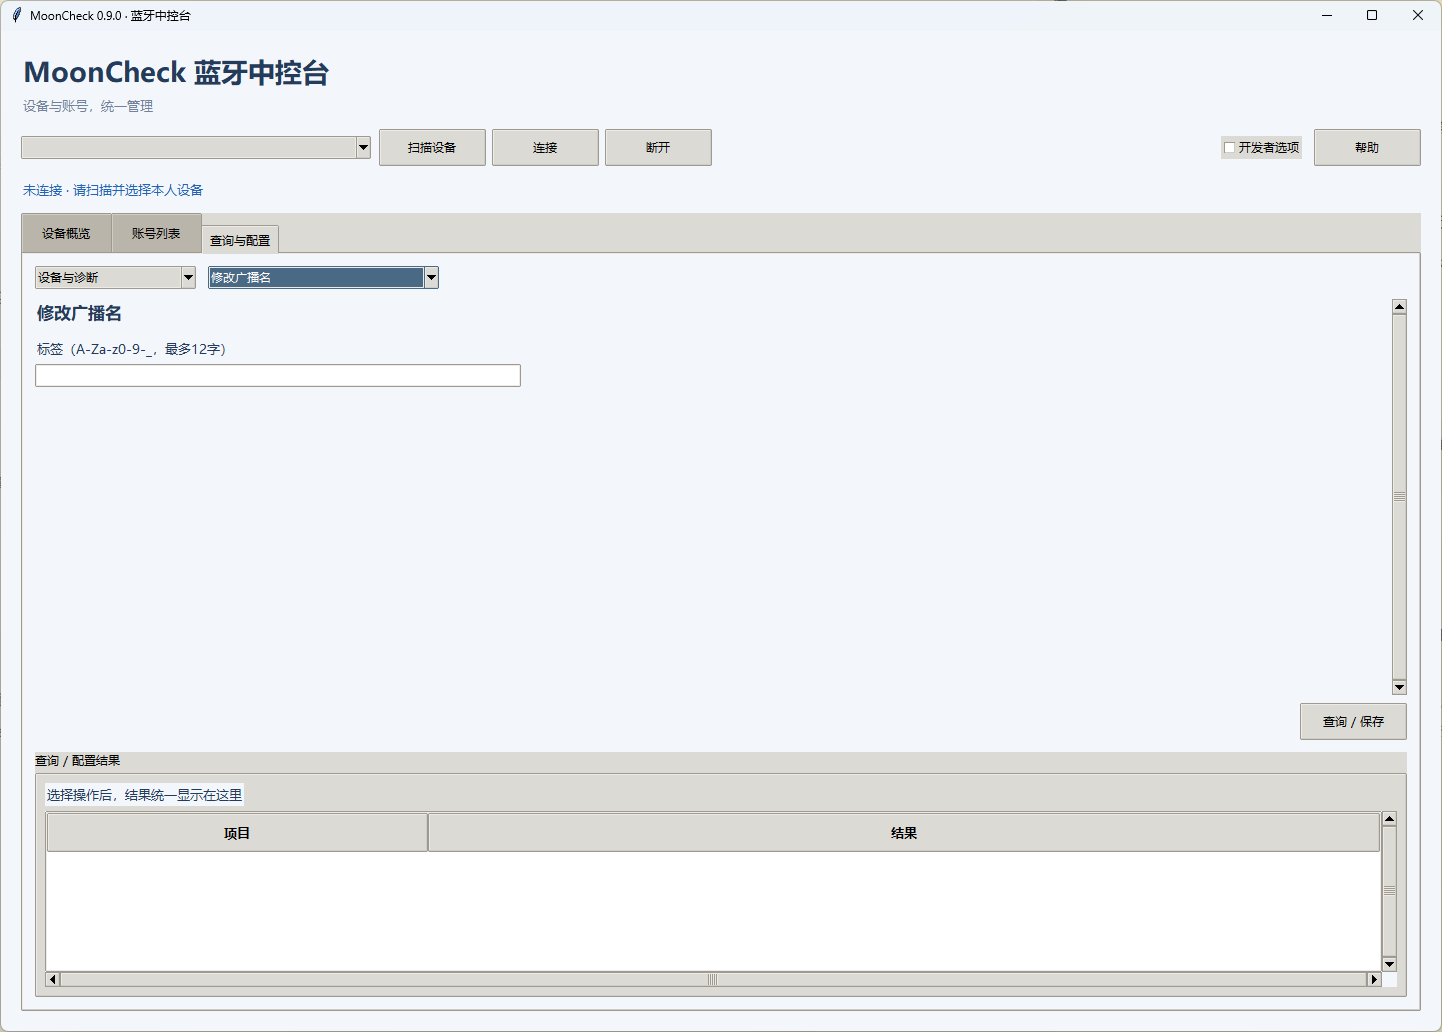 MoonCheck 0.9.0 · 蓝牙中控台
MoonCheck 蓝牙中控台
设备与账号，统一管理
扫描设备
连接
断开
开发者选项
帮助
未连接 · 请扫描并选择本人设备
设备概览
账号列表
查询与配置
设备与诊断
修改广播名
修改广播名
标签（A-Za-z0-9-_，最多12字）
查询 / 保存
查询 / 配置结果
选择操作后，结果统一显示在这里
项目
结果